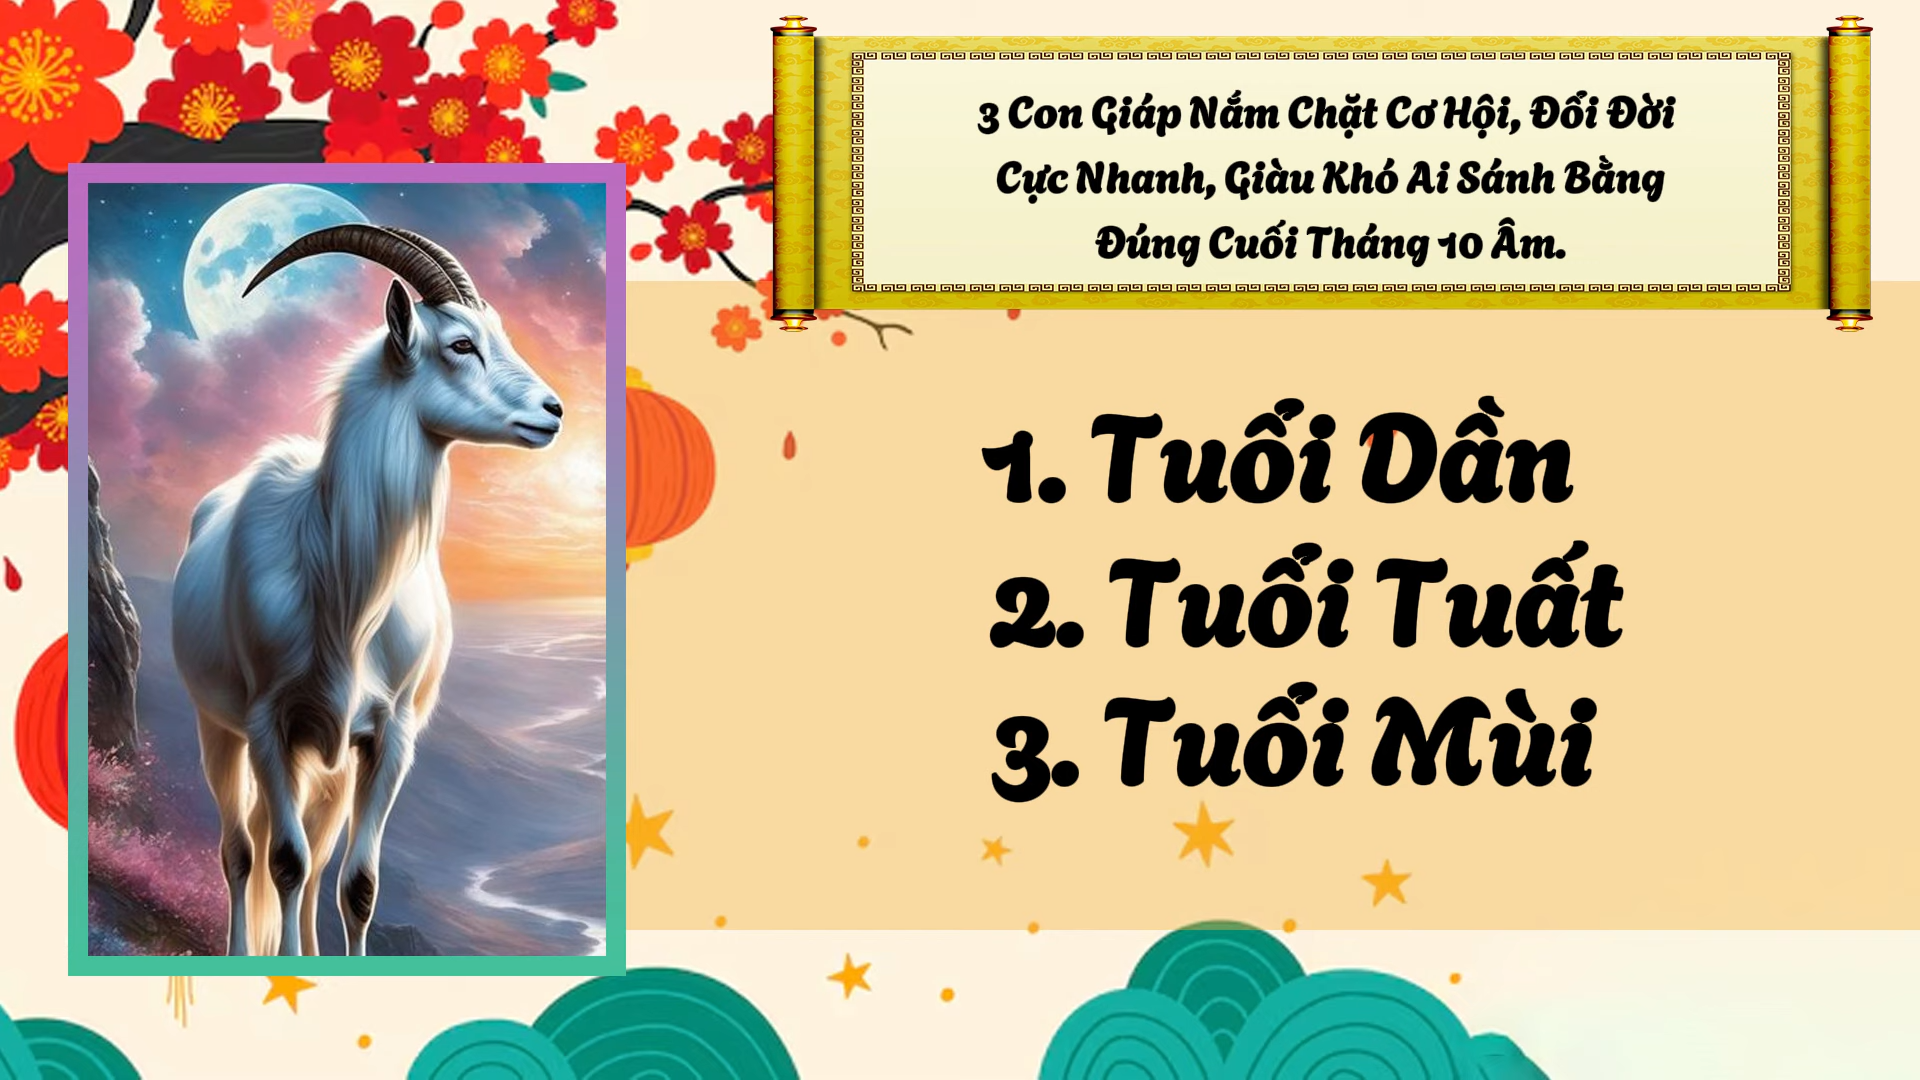 3 Con Giáp Nắm Chặt Cơ Hội, Đổi Đời
Cực Nhanh, Giàu Khó Ai Sánh Bằng
Đúng Cuối Tháng 10 Âm.
1. Tuổi Dần
2. Tuổi Tuất
3. Tuổi Mùi